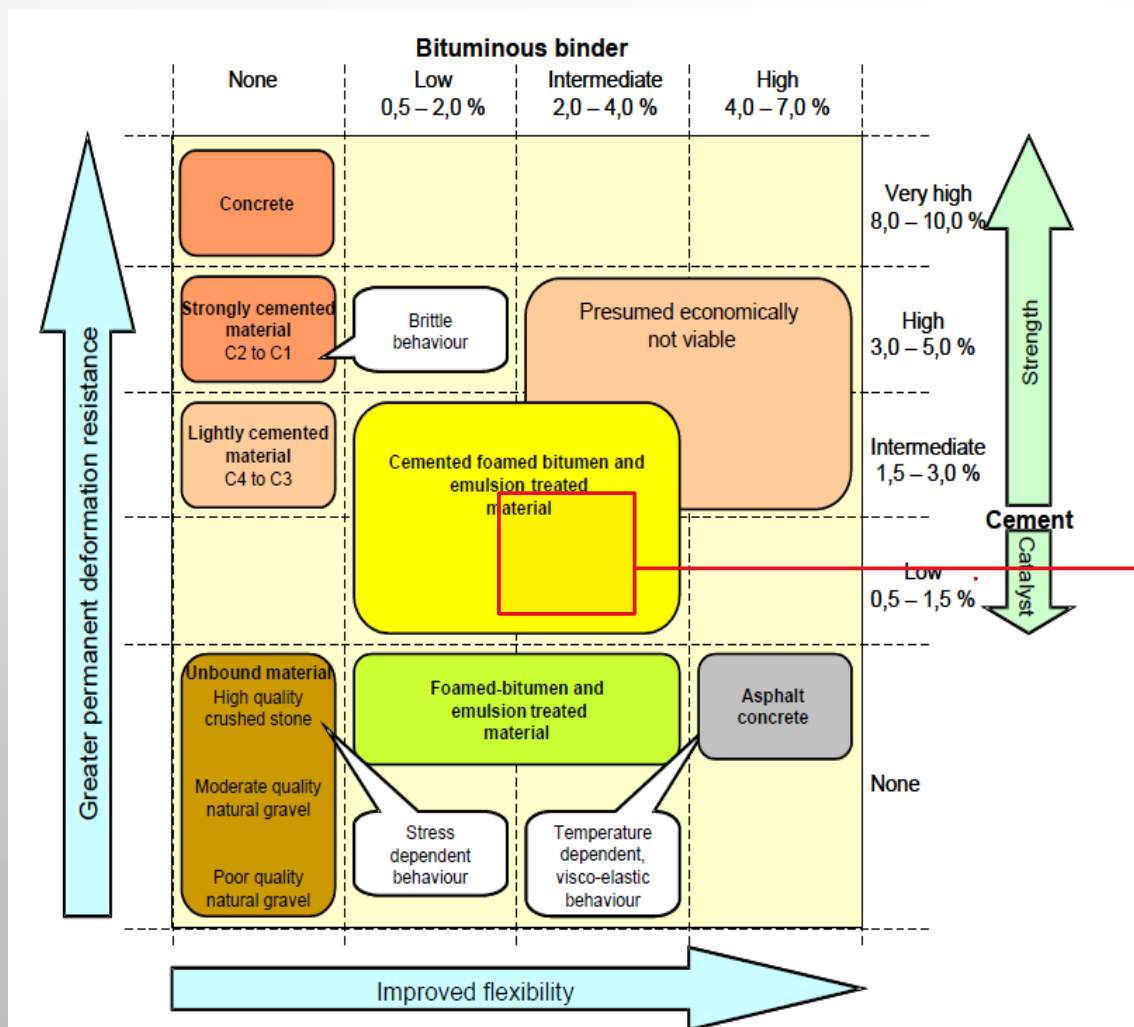 Bituminous binder
None
Low
0,5 – 2,0 %
Intermediate
2,0 – 4,0 %
High
4,0 – 7,0 %
Greater permanent deformation resistance
Concrete
Very high
8,0 – 10,0 %
Strongly cemented
material
C2 to C1
Brittle
behaviour
Presumed economically
not viable
High
3,0 – 5,0 %
Strength
Lightly cemented
material
C4 to C3
Cemented foamed bitumen and
emulsion treated
material
Intermediate
1,5 – 3,0 %
Cement
Catalyst
Low
0,5 – 1,5 %
Unbound material
High quality
crushed stone
Moderate quality
natural gravel
Poor quality
natural gravel
Foamed-bitumen and
emulsion treated
material
Asphalt
concrete
None
Stress
dependent
behaviour
Temperature
dependent,
visco-elastic
behaviour
Improved flexibility